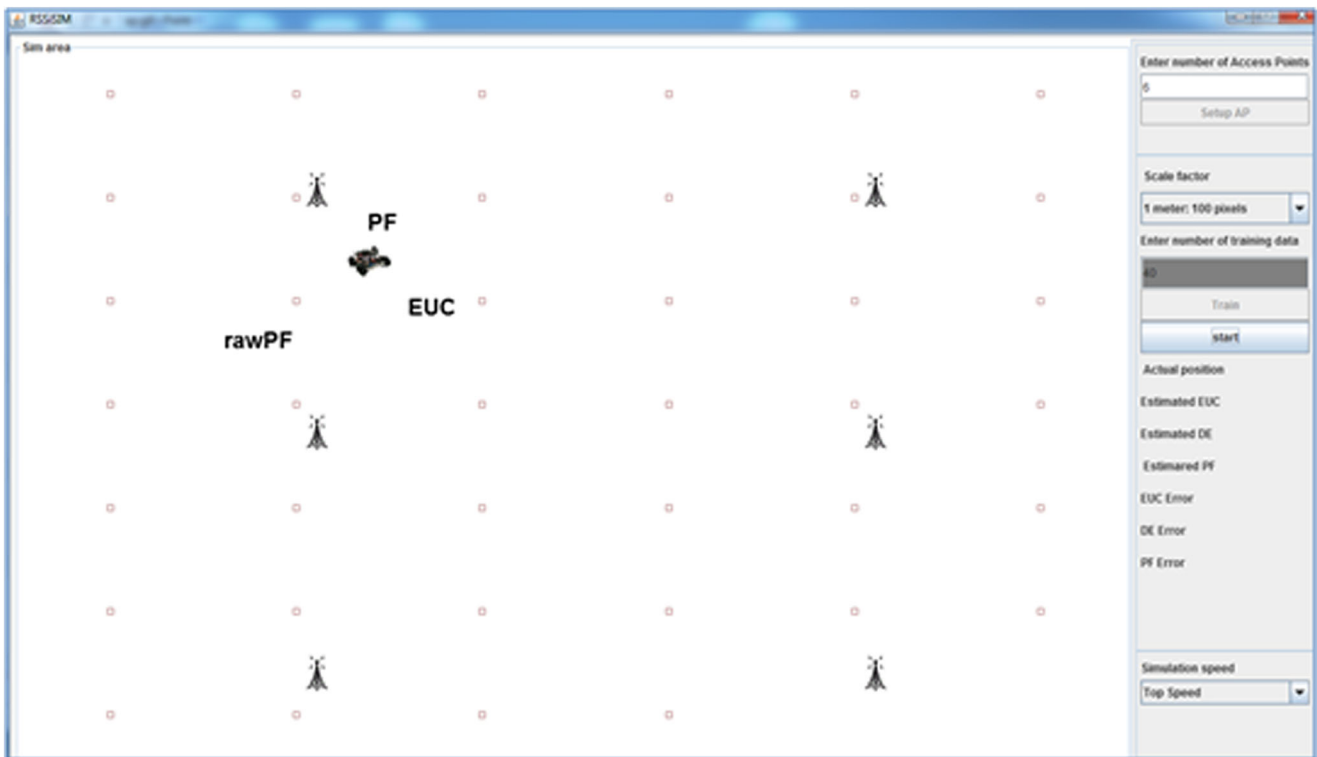 RSSiSIM
Sim area
PF
EUC
rawPF
Enter number of Access Points
6
Setup AP
Scale factor
1 meter: 100 pixels
Enter number of training data
40
Train
start
Actual position
Estimated EUC
Estimated DE
Estimared PF
EUC Error
DE Error
PF Error
Simulation speed
Top Speed